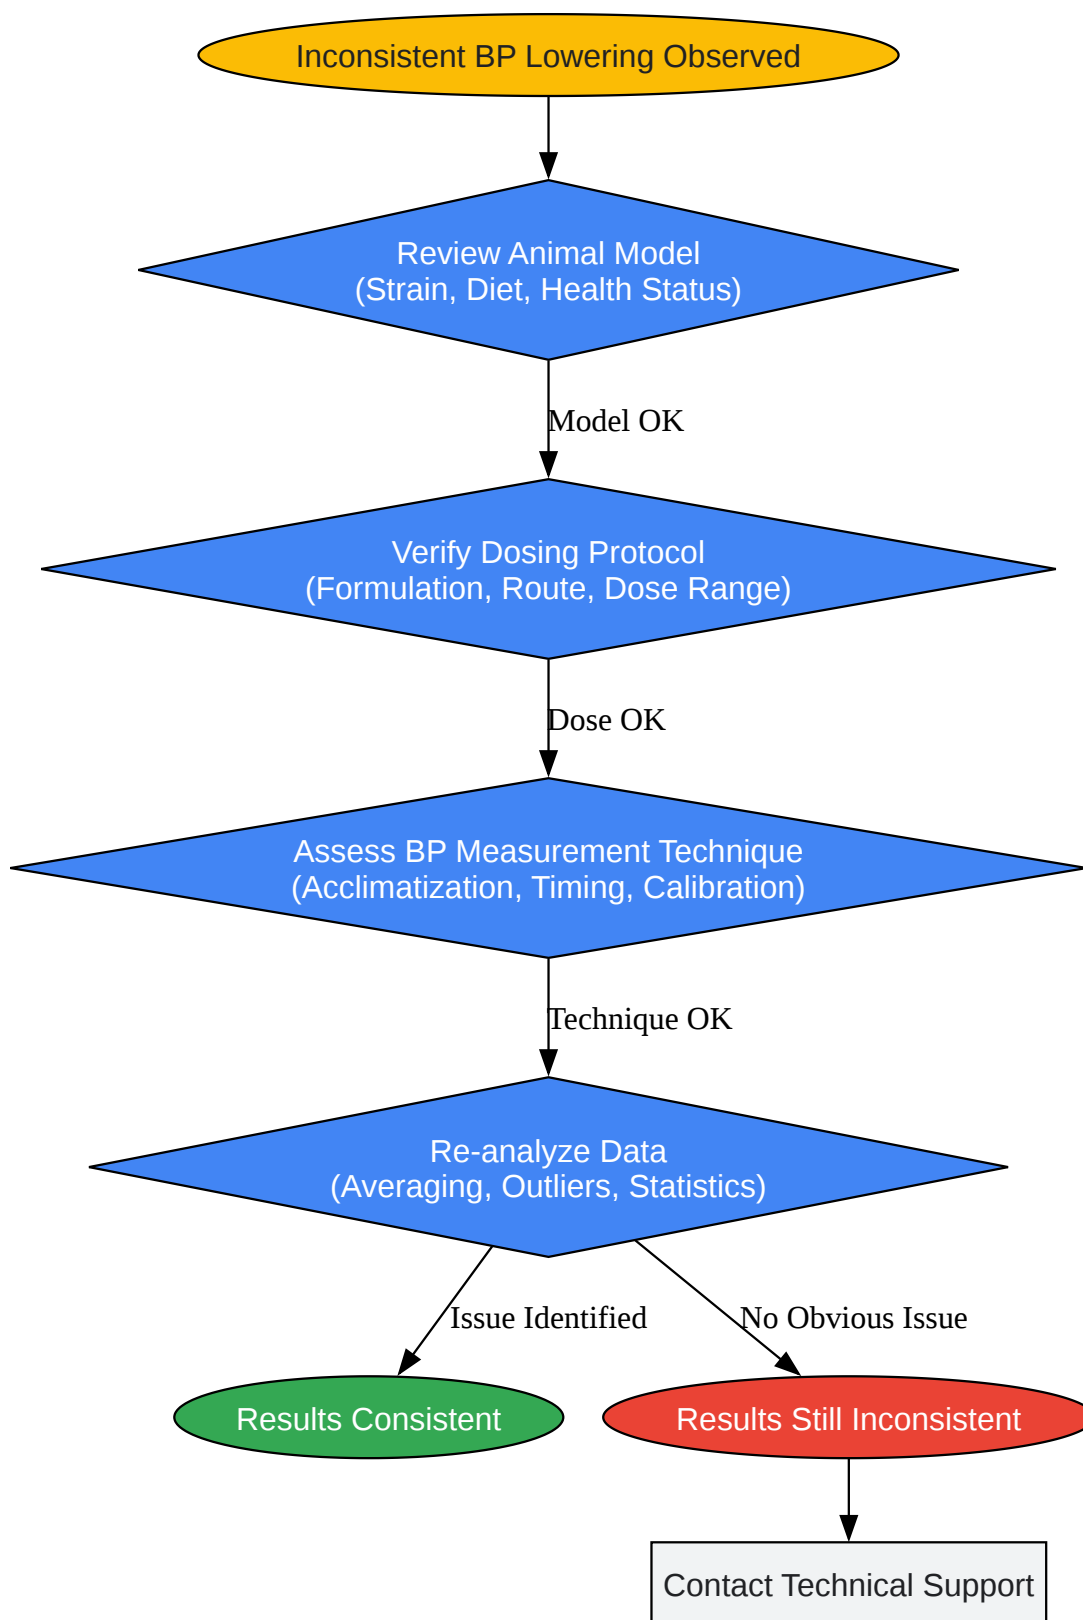 Inconsistent BP Lowering Observed
Review Animal Model
(Strain, Diet, Health Status)
Model OK
Verify Dosing Protocol
(Formulation, Route, Dose Range)
Dose OK
Assess BP Measurement Technique
(Acclimatization, Timing, Calibration)
Technique OK
Re-analyze Data
(Averaging, Outliers, Statistics)
Issue Identified
No Obvious Issue
Results Consistent
Results Still Inconsistent
Contact Technical Support